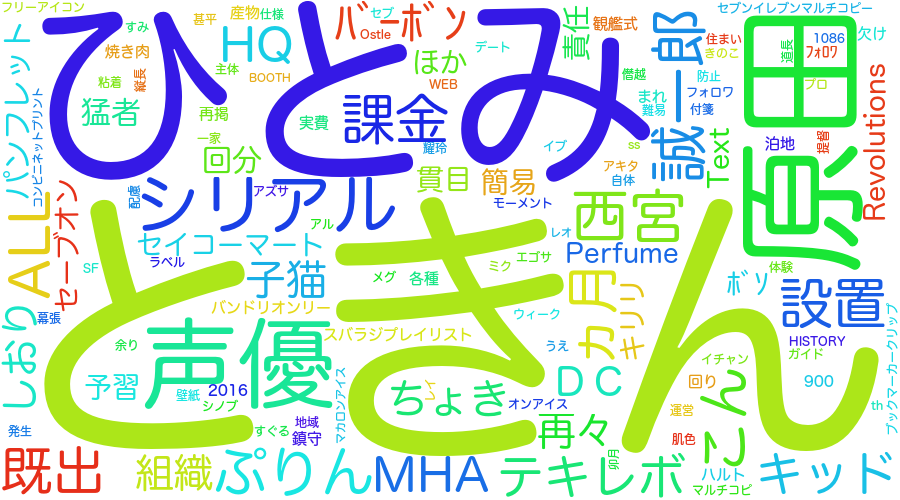 フリーアイコン
すみ
甚平
産物
仕様
セブ
セブンイレブンマルチコピー
ひとみ
バーボン
Ostle
デート
責任
観艦式
一郎
誠
住まい
きのこ
1086
フォロワ
道長
欠け
田
原
HQ
焼き肉
主体
BOOTH
ほか
WEB
パンフレット
コンビニネットプリント
猛者
粘着
縦長
再掲
実費
課金
僭越
まれ
難易
防止
フォロワ
付箋
プロ
一家
回分
耀玲
イブ
ss
アキタ
自体
Text
泊地
提督
Revolutions
ALL
セーブオン
配慮
シリアル
アズサ
アル
貫目
簡易
モーメント
西宮
セイコーマート
Perfume
レオ
エゴサ
ミク
SF
ラベル
子猫
メグ
各種
カ月
キリリ
ボソ
体験
設置
幕張
しおり
バンドリオンリー
ウィーク
スパラジプレイリスト
うえ
HISTORY
ガイド
イチャン
ブックマーカークリップ
ときん
声優
余り
予習
壁紙
2016
シノブ
マカロンアイス
ちょき
レイ
オンアイス
DC
回り
900
運営
th
こん
発生
すぐる
地域
鎮守
再々
肌色
卯月
既出
組織
ぷりん
MHA
テキレボ
ハルト
マルチコピ
キッド